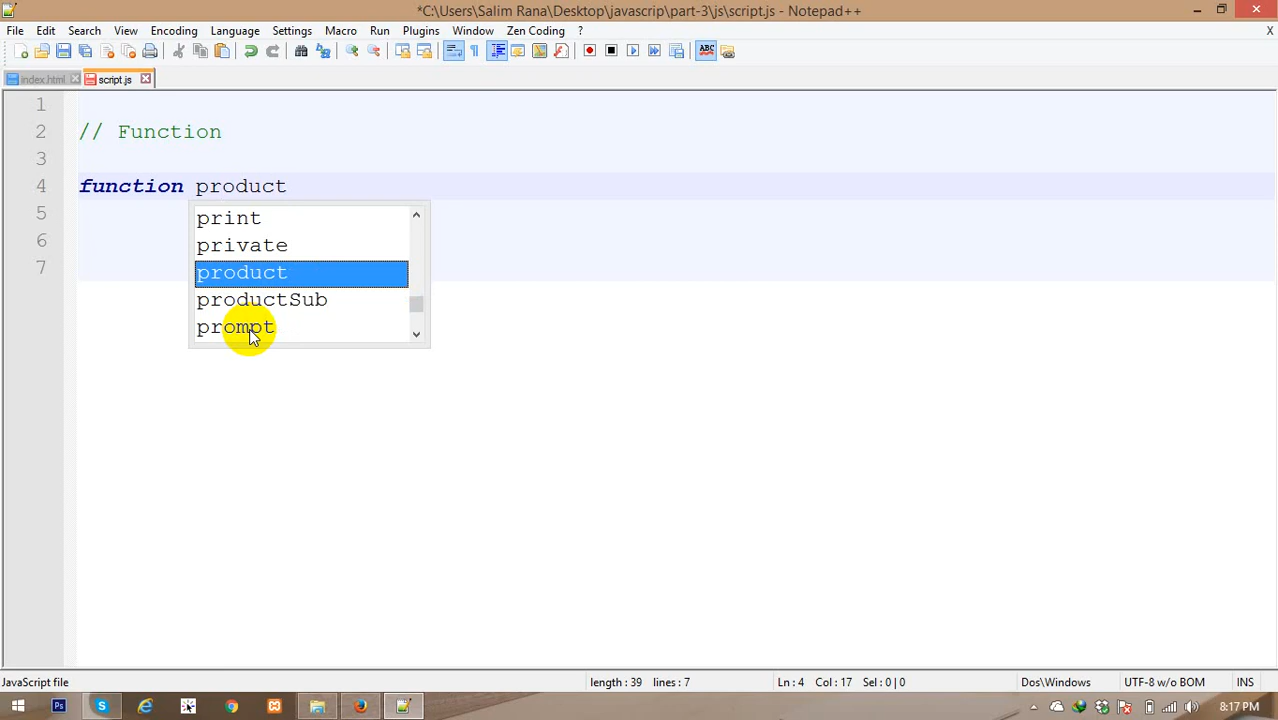 *C:\Users\Salim Rana\Desktop\javascrip\part-3\js\script.js - Notepad++
File Edit Search View Encoding Language Settings Macro Run Plugins Window Zen Coding ? X
ABC
index.html script.js
1
2 // Function
3
4 function product
5
6
7
print
private
product
productSub
prompt
JavaScript file length : 39 lines : 7 Ln : 4 Col : 17 Sel : 0 | 0 Dos\Windows UTF-8 w/o BOM INS
Ps 8:17 PM